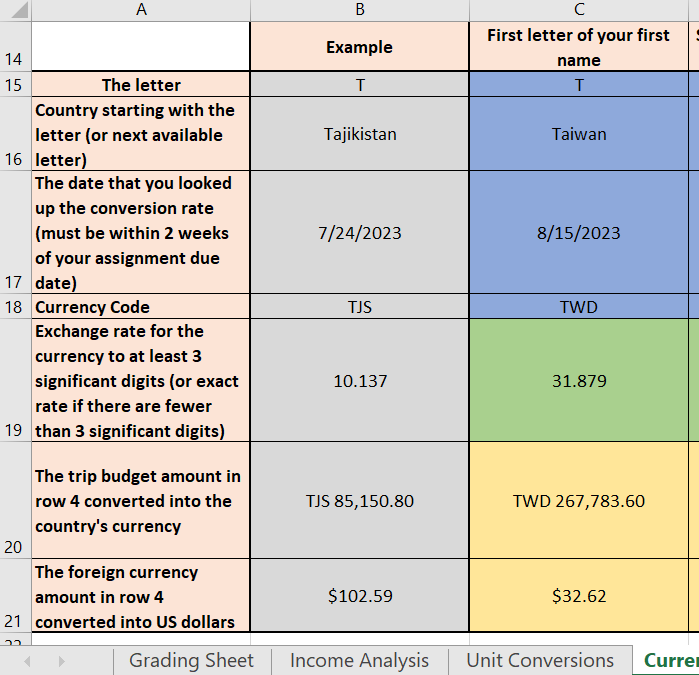 A B C
14 Example First letter of your first
name
15 The letter T T
Country starting with the
letter (or next available
16 letter) Tajikistan Taiwan
The date that you looked
up the conversion rate
(must be within 2 weeks
of your assignment due
17 date) 7/24/2023 8/15/2023
18 Currency Code TJS TWD
Exchange rate for the
currency to at least 3
significant digits (or exact
rate if there are fewer
19 than 3 significant digits) 10.137 31.879
The trip budget amount in
row 4 converted into the
country's currency
20 TJS 85,150.80 TWD 267,783.60
The foreign currency
amount in row 4
21 converted into US dollars $102.59 $32.62
Grading Sheet Income Analysis Unit Conversions Curre